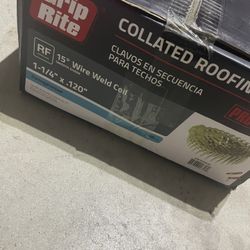 Grip
Rite
COLLATED ROOFIN
CLAVOS EN SECUENCIA
PARA TECHOS
RF
15° Wire Weld Coil
1-1/4" x .120"